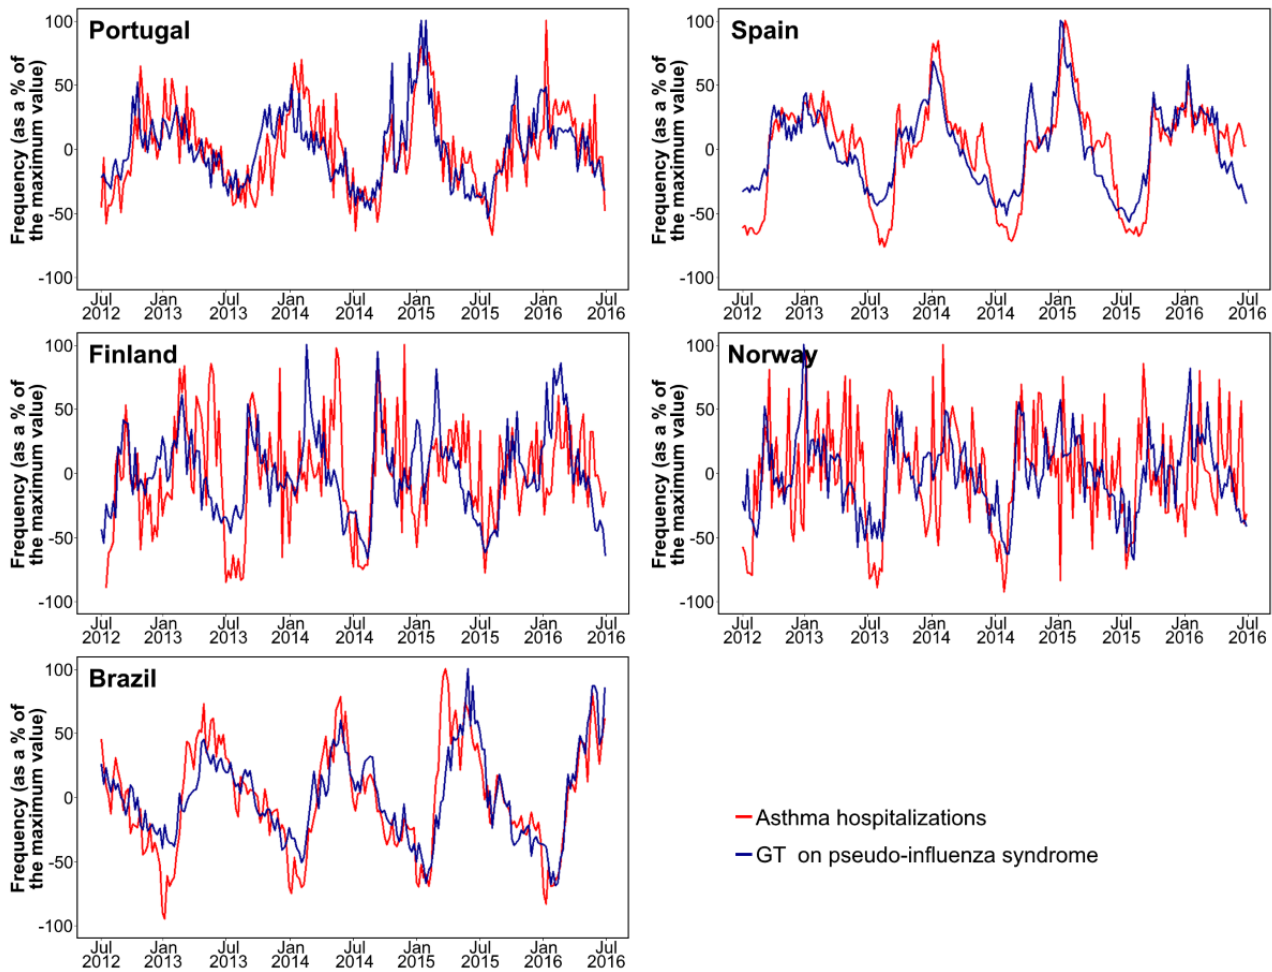 Portugal
Frequency (as a % of
the maximum value)
100
50
0
-50
-100
Jul Jan Jul Jan Jul Jan Jul Jan Jul
2012 2013 2013 2014 2014 2015 2015 2016 2016
Spain
Frequency (as a % of
the maximum value)
100
50
0
-50
-100
Jul Jan Jul Jan Jul Jan Jul Jan Jul
2012 2013 2013 2014 2014 2015 2015 2016 2016
Finland
Frequency (as a % of
the maximum value)
100
50
0
-50
-100
Jul Jan Jul Jan Jul Jan Jul Jan Jul
2012 2013 2013 2014 2014 2015 2015 2016 2016
Norway
Frequency (as a % of
the maximum value)
100
50
0
-50
-100
Jul Jan Jul Jan Jul Jan Jul Jan Jul
2012 2013 2013 2014 2014 2015 2015 2016 2016
Brazil
Frequency (as a % of
the maximum value)
100
50
0
-50
-100
Jul Jan Jul Jan Jul Jan Jul Jan Jul
2012 2013 2013 2014 2014 2015 2015 2016 2016
Asthma hospitalizations
GT on pseudo-influenza syndrome